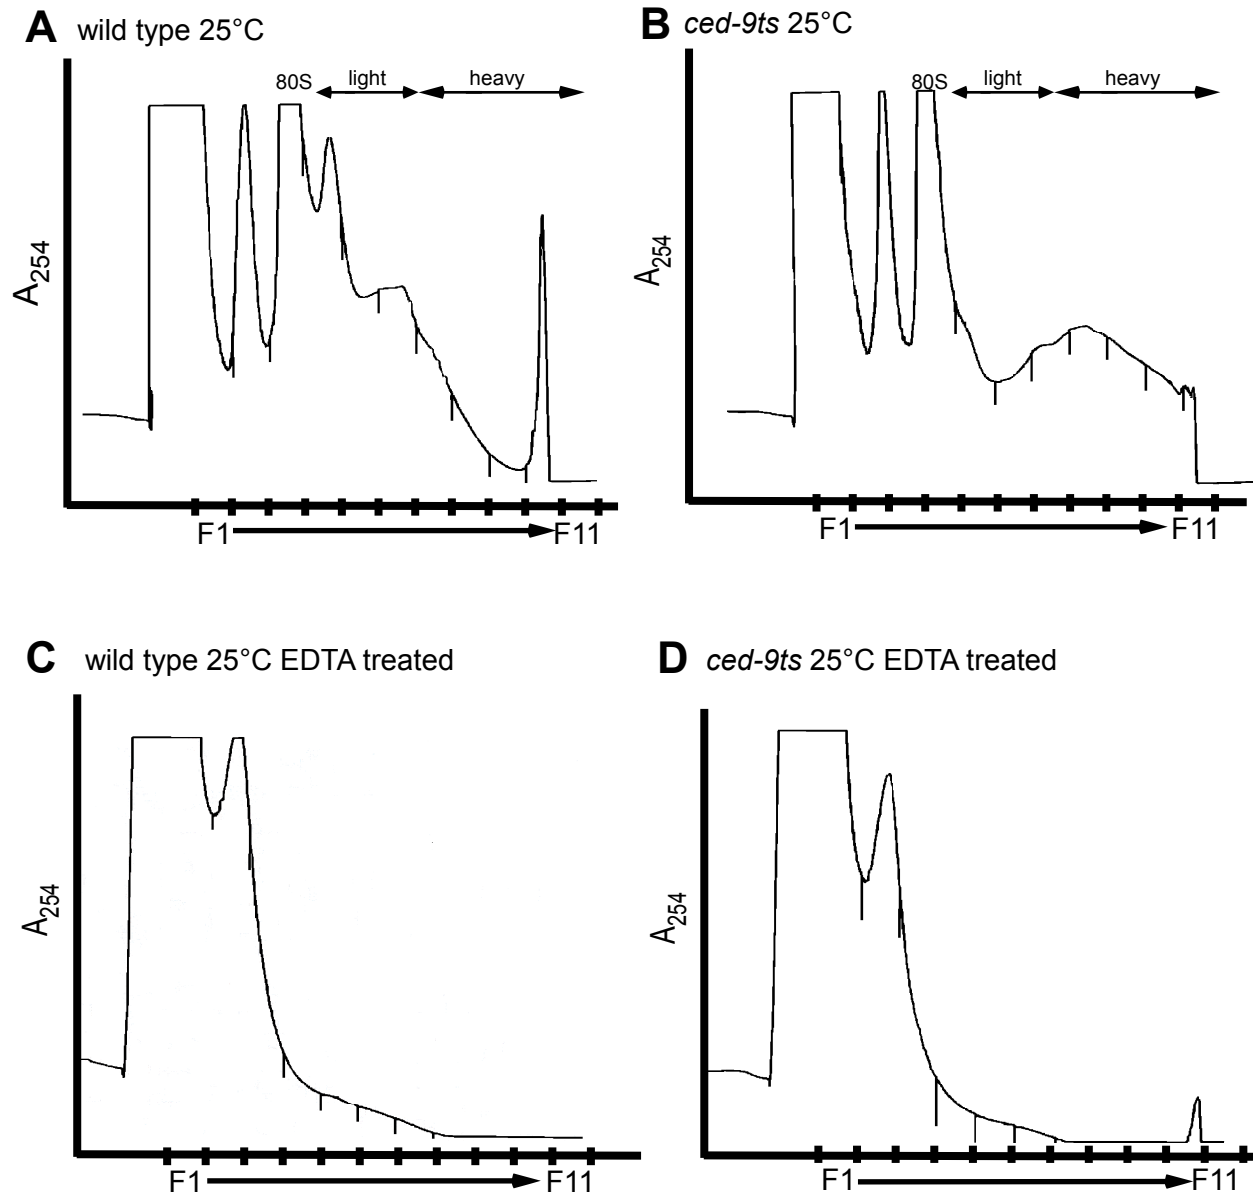 A wild type 25°C
80S light heavy
A254
F1 F11
B ced-9ts 25°C
80S light heavy
A254
F1 F11
C wild type 25°C EDTA treated
A254
F1 F11
D ced-9ts 25°C EDTA treated
A254
F1 F11